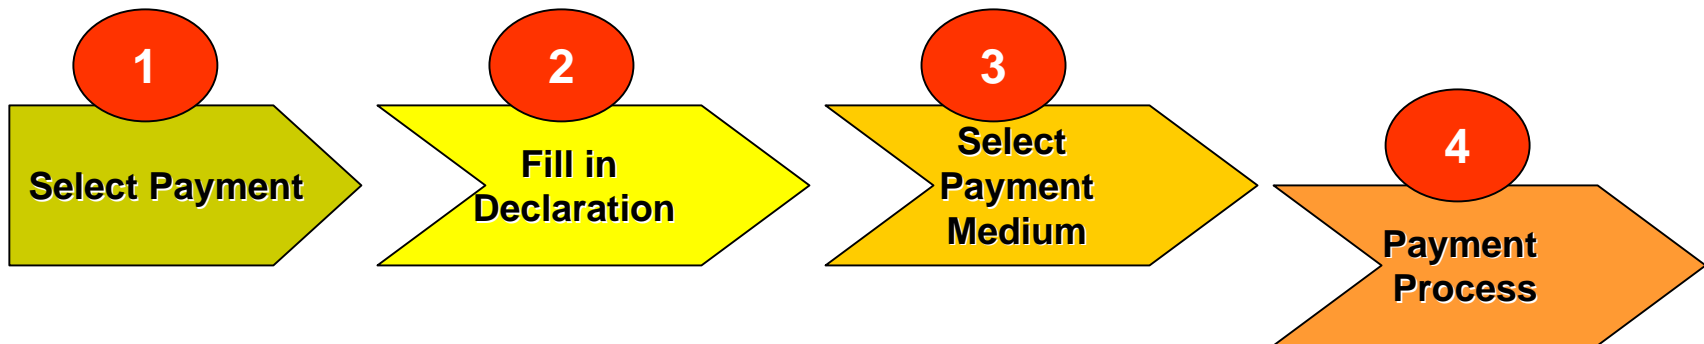 1
Select Payment
2
Fill in
Declaration
3
Select
Payment
Medium
4
Payment
Process